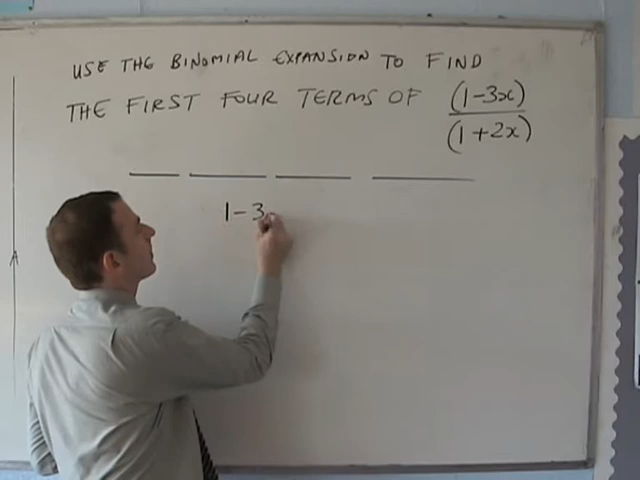 USE THE BINOMIAL EXPANSION TO FIND
THE FIRST FOUR TERMS OF (1-3x)
(1+2x)
1-3